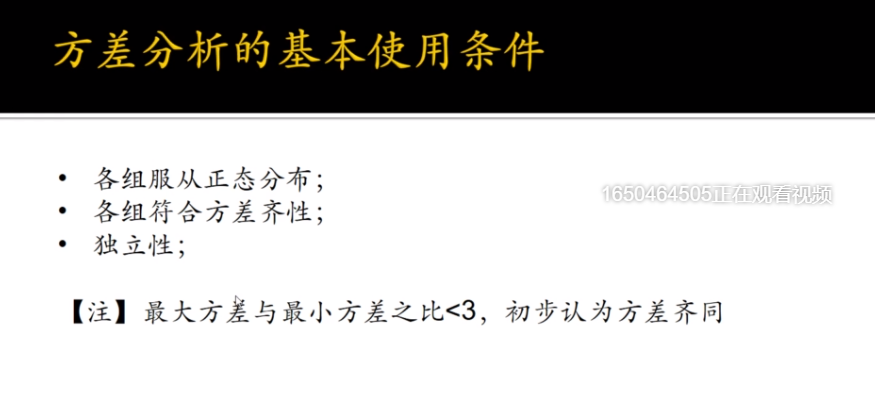 方差分析的基本使用条件
• 各组服从正态分布；
1650464505正在观看视频
• 各组符合方差齐性；
• 独立性；
【注】最大方差与最小方差之比<3，初步认为方差齐同